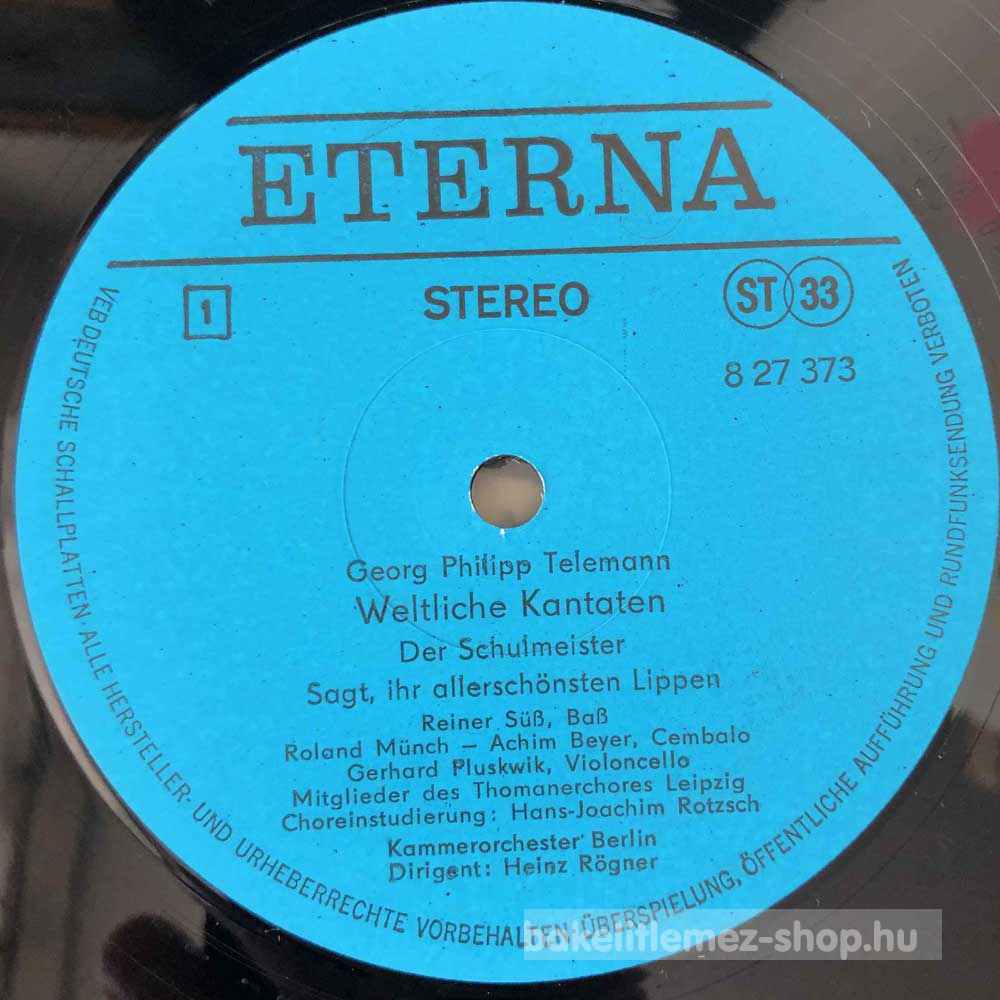 ETERNA
1
STEREO
ST 33
8 27 373
Georg Philipp Telemann
Weltliche Kantaten
Der Schulmeister
Sagt, ihr allerschönsten Lippen
Reiner Süß, Baß
Roland Münch – Achim Beyer, Cembalo
Gerhard Pluskwik, Violoncello
Mitglieder des Thomanerchores Leipzig
Choreinstudierung: Hans-Joachim Rotzsch
Kammerorchester Berlin
Dirigent: Heinz Rögner
VEB DEUTSCHE SCHALLPLATTEN · ALLE HERSTELLER- UND URHEBERRECHTE VORBEHALTEN · ÜBERSPIELUNG, ÖFFENTLICHE AUFFÜHRUNG UND RUNDFUNKSENDUNG VERBOTEN
bakelitlemez-shop.hu